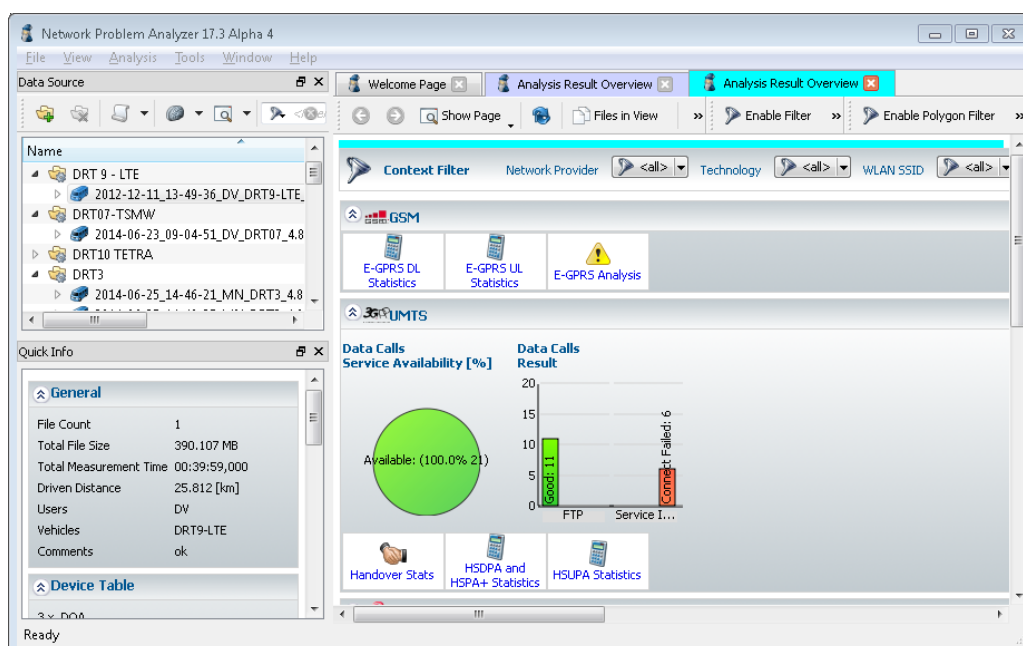 Network Problem Analyzer 17.3 Alpha 4
File View Analysis Tools Window Help
Data Source
Welcome Page
Analysis Result Overview
Analysis Result Overview
Show Page
Files in View
»
Enable Filter
»
Enable Polygon Filter
»
Name
DRT 9 - LTE
2012-12-11_13-49-36_DV_DRT9-LTE_
DRT07-TSMW
2014-06-23_09-04-51_DV_DRT07_4.8
DRT10 TETRA
DRT3
2014-06-25_14-46-21_MN_DRT3_4.8
Context Filter
Network Provider
<all>
Technology
<all>
WLAN SSID
<all>
GSM
E-GPRS DL
Statistics
E-GPRS UL
Statistics
E-GPRS Analysis
3G
UMTS
Data Calls
Service Availability [%]
Available: (100.0% 21)
Data Calls
Result
20
15
10
5
0
Good: 11
Connect Failed: 6
FTP
Service I...
Handover Stats
HSDPA and
HSPA+ Statistics
HSUPA Statistics
Quick Info
General
File Count 1
Total File Size 390.107 MB
Total Measurement Time 00:39:59,000
Driven Distance 25.812 [km]
Users DV
Vehicles DRT9-LTE
Comments ok
Device Table
Ready